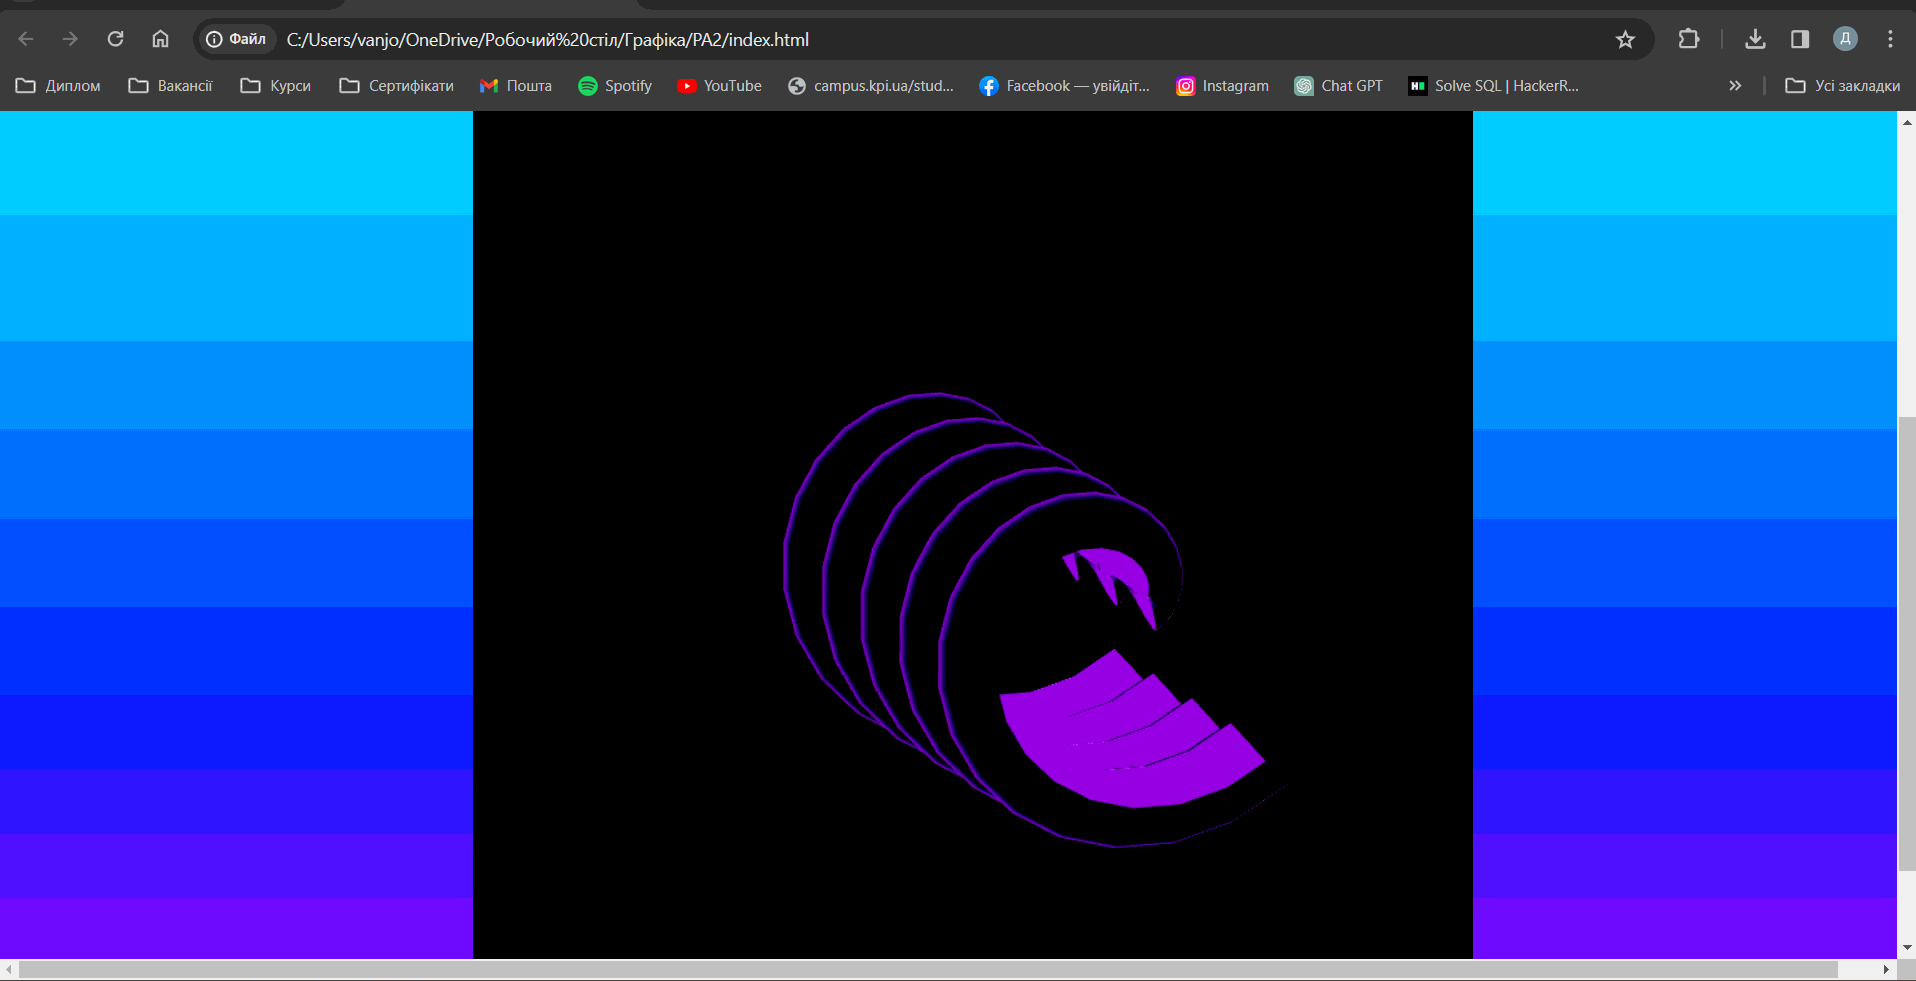 Файл C:/Users/vanjo/OneDrive/Робочий%20стіл/Графіка/PA2/index.html Д
Диплом Вакансії Курси Сертифікати Пошта Spotify YouTube campus.kpi.ua/stud... Facebook — увійдіт... Instagram Chat GPT H Solve SQL | HackerR... » Усі закладки